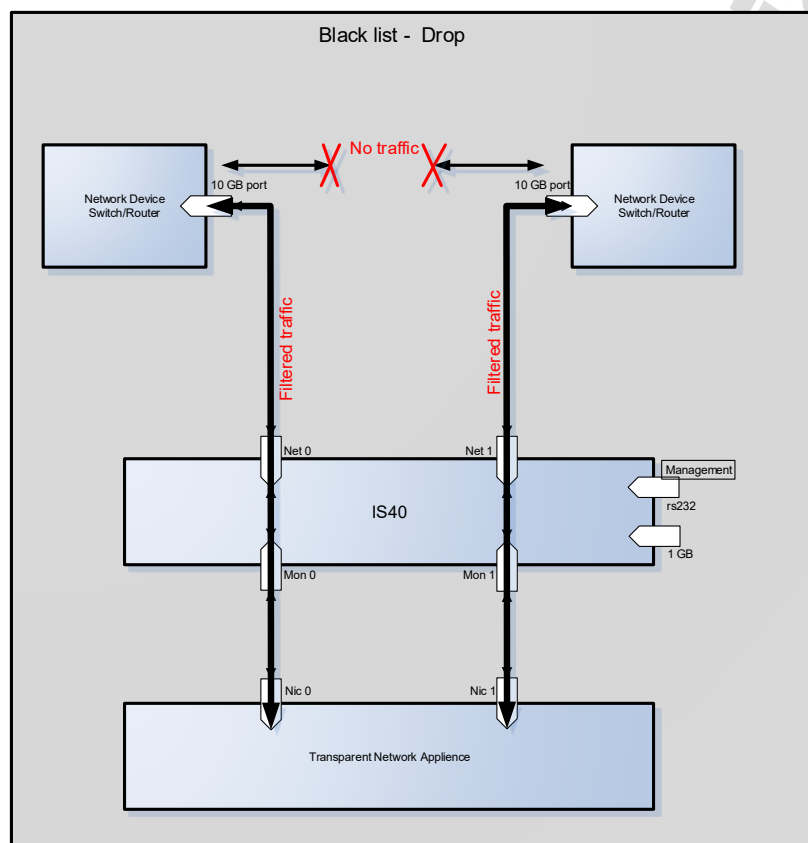 Black list - Drop
No traffic
10 GB port
10 GB port
Network Device
Switch/Router
Network Device
Switch/Router
Filtered traffic
Filtered traffic
Net 0
Net 1
Management
rs232
IS40
1 GB
Mon 0
Mon 1
Nic 0
Nic 1
Transparent Network Applience